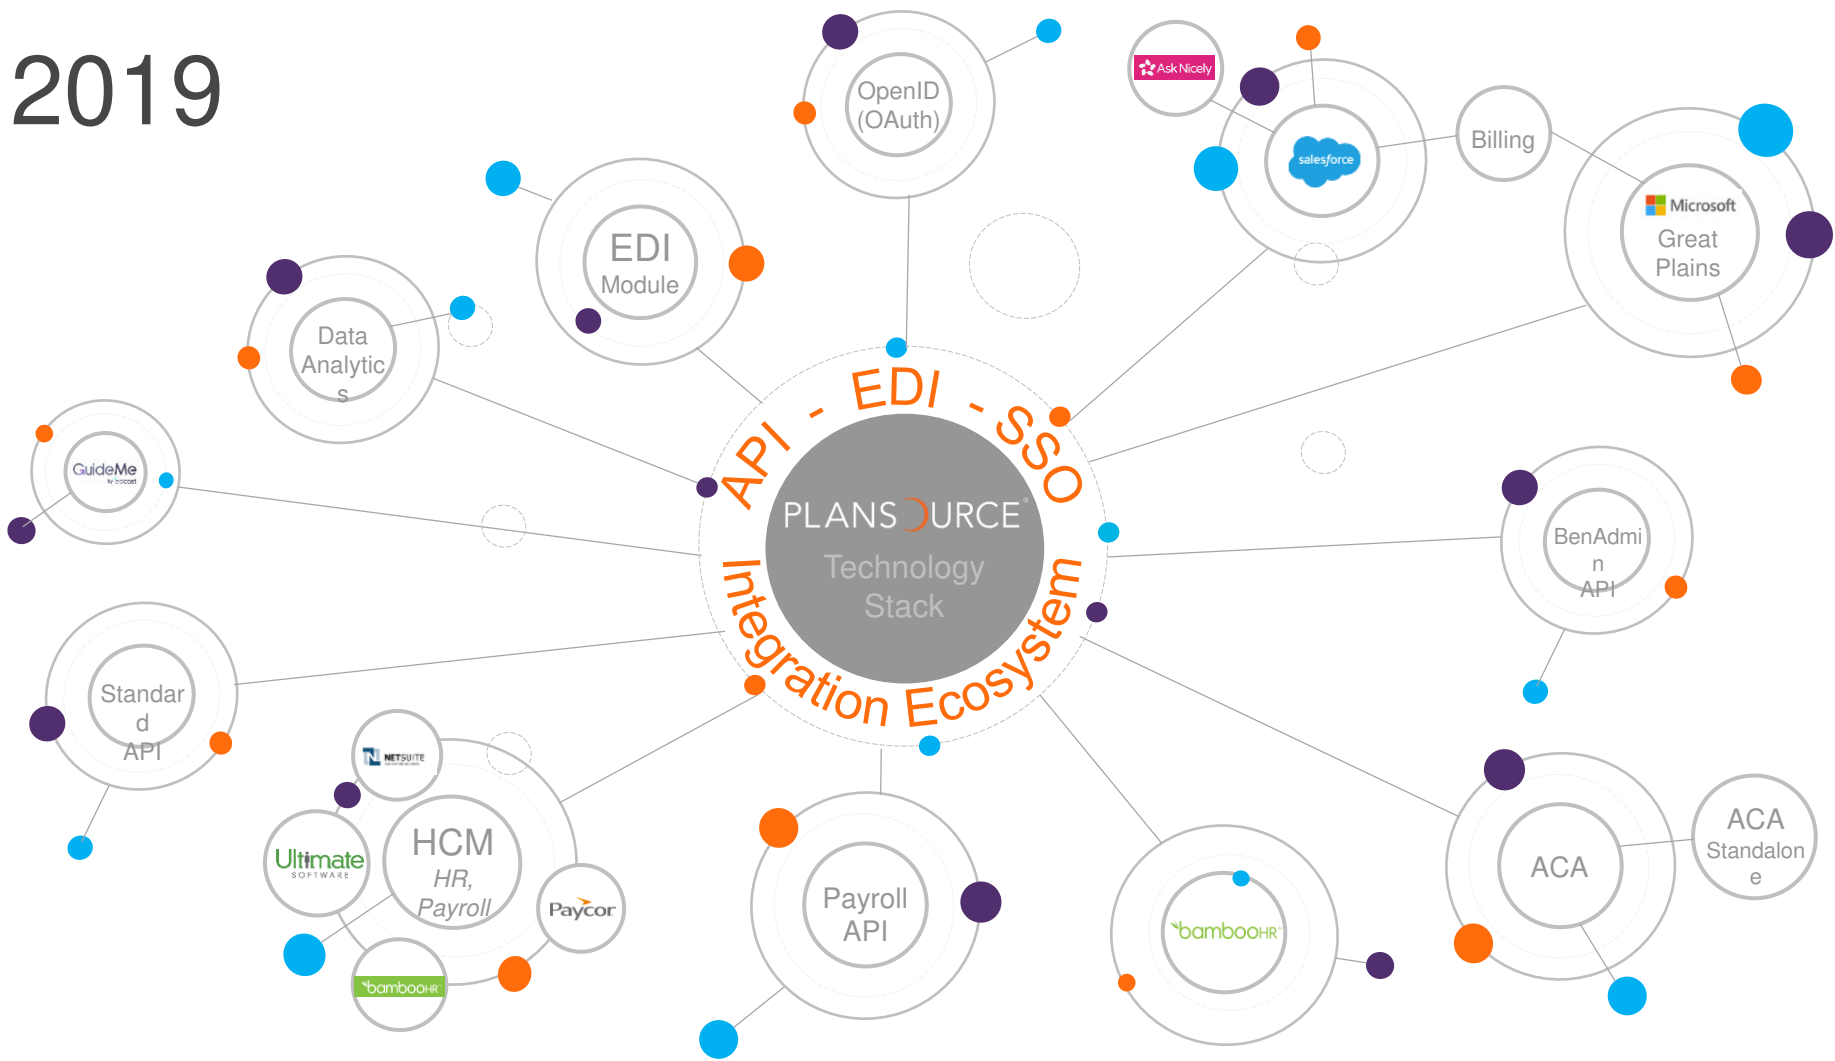 2019
OpenID
(OAuth)
Ask Nicely
salesforce
Billing
Microsoft
Great
Plains
EDI
Module
Data
Analytic
s
GuideMe
by edcast
API - EDI - SSO
PLANSOURCE
Technology
Stack
Integration Ecosystem
BenAdmi
n
API
Standar
d
API
NETSUITE
Ultimate
SOFTWARE
HCM
HR,
Payroll
Paycor
bambooHR
Payroll
API
bambooHR
ACA
ACA
Standalon
e